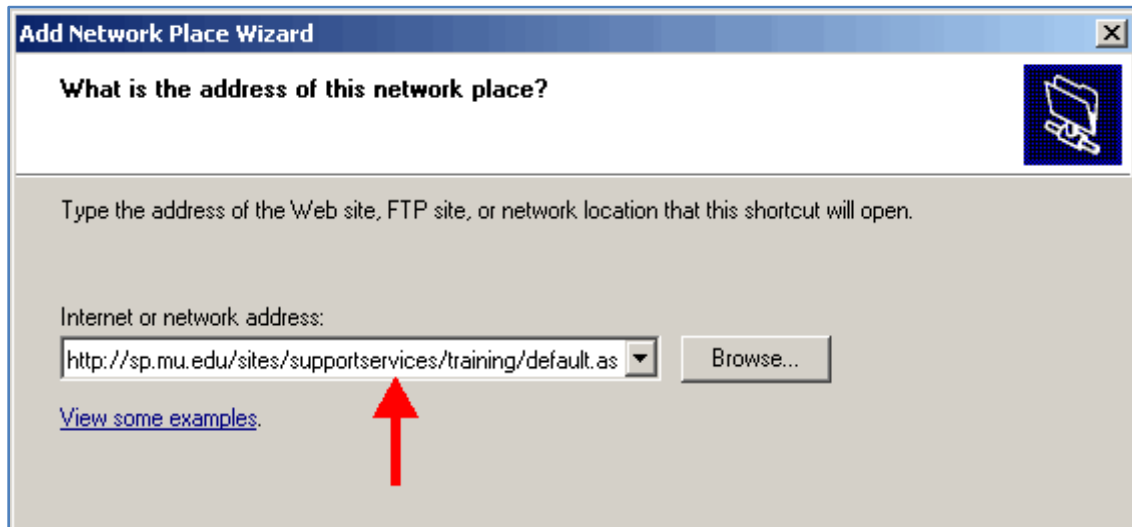 Add Network Place Wizard
What is the address of this network place?
Type the address of the Web site, FTP site, or network location that this shortcut will open.
Internet or network address:
http://sp.mu.edu/sites/supportservices/training/default.as
Browse...
View some examples.